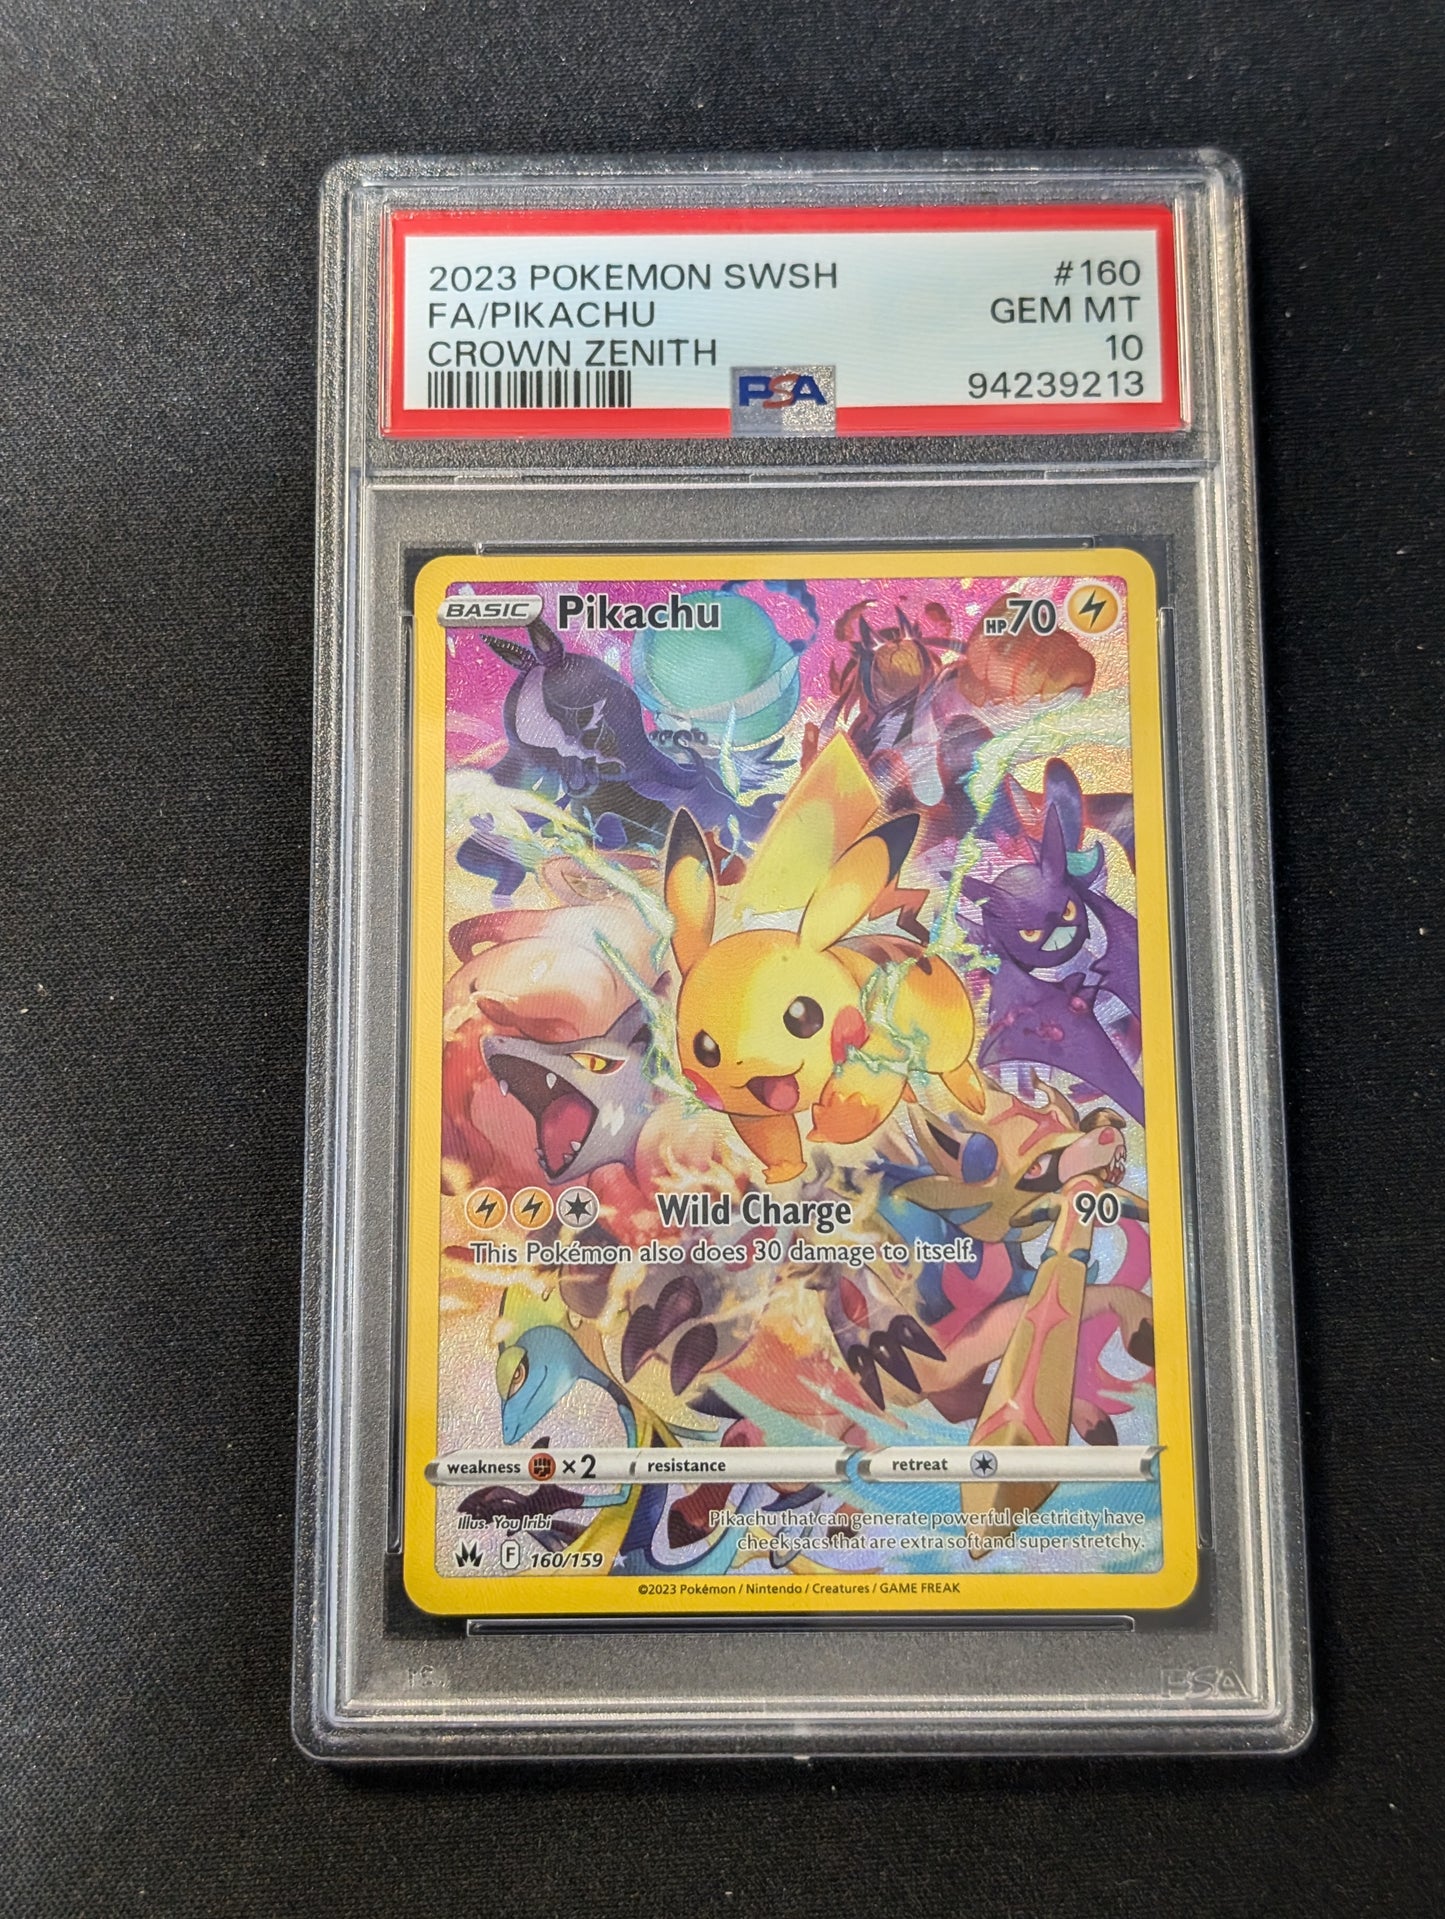 2023 POKEMON SWSH #160
FA/PIKACHU GEM MT
CROWN ZENITH 10
PSA 94239213
BASIC Pikachu HP70
Wild Charge 90
This Pokémon also does 30 damage to itself.
weakness ×2 resistance retreat
Illus. You Iribi
Pikachu that can generate powerful electricity have
cheek sacs that are extra soft and super stretchy.
F 160/159
©2023 Pokémon / Nintendo / Creatures / GAME FREAK
PSA